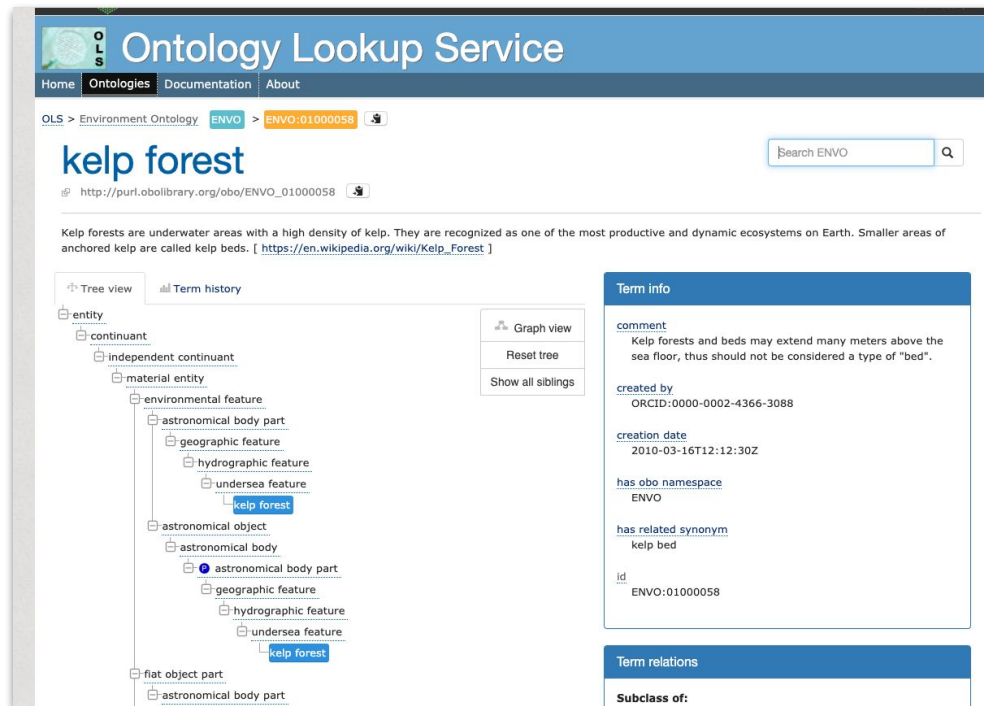 OLS
Ontology Lookup Service
Home Ontologies Documentation About
OLS > Environment Ontology ENVO > ENVO:01000058
kelp forest
Search ENVO
http://purl.obolibrary.org/obo/ENVO_01000058
Kelp forests are underwater areas with a high density of kelp. They are recognized as one of the most productive and dynamic ecosystems on Earth. Smaller areas of
anchored kelp are called kelp beds. [ https://en.wikipedia.org/wiki/Kelp_Forest ]
Tree view Term history
entity
continuant
independent continuant
material entity
environmental feature
astronomical body part
geographic feature
hydrographic feature
undersea feature
kelp forest
astronomical object
astronomical body
P astronomical body part
geographic feature
hydrographic feature
undersea feature
kelp forest
fiat object part
astronomical body part
Graph view
Reset tree
Show all siblings
Term info
comment
Kelp forests and beds may extend many meters above the
sea floor, thus should not be considered a type of "bed".
created by
ORCID:0000-0002-4366-3088
creation date
2010-03-16T12:12:30Z
has obo namespace
ENVO
has related synonym
kelp bed
id
ENVO:01000058
Term relations
Subclass of: